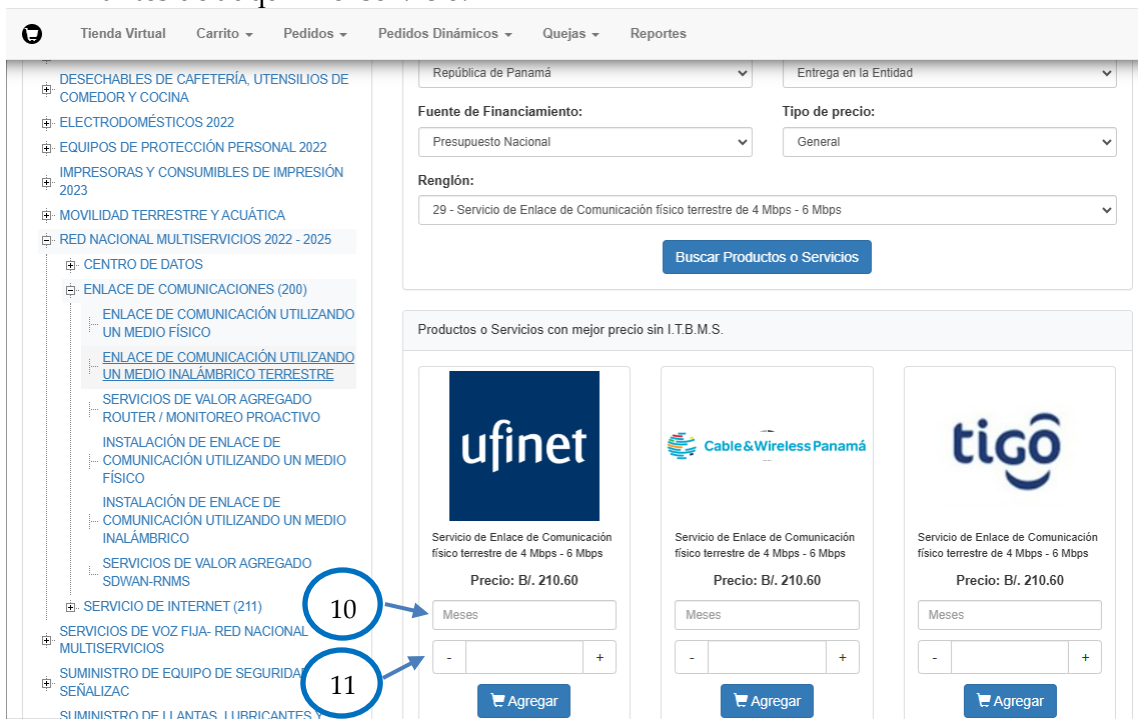 Tienda Virtual Carrito Pedidos Pedidos Dinámicos Quejas Reportes
DESECHABLES DE CAFETERÍA, UTENSILIOS DE
COMEDOR Y COCINA
ELECTRODOMÉSTICOS 2022
EQUIPOS DE PROTECCIÓN PERSONAL 2022
IMPRESORAS Y CONSUMIBLES DE IMPRESIÓN
2023
MOVILIDAD TERRESTRE Y ACUÁTICA
RED NACIONAL MULTISERVICIOS 2022 - 2025
CENTRO DE DATOS
ENLACE DE COMUNICACIONES (200)
ENLACE DE COMUNICACIÓN UTILIZANDO
UN MEDIO FÍSICO
ENLACE DE COMUNICACIÓN UTILIZANDO
UN MEDIO INALÁMBRICO TERRESTRE
SERVICIOS DE VALOR AGREGADO
ROUTER / MONITOREO PROACTIVO
INSTALACIÓN DE ENLACE DE
COMUNICACIÓN UTILIZANDO UN MEDIO
FÍSICO
INSTALACIÓN DE ENLACE DE
COMUNICACIÓN UTILIZANDO UN MEDIO
INALÁMBRICO
SERVICIOS DE VALOR AGREGADO
SDWAN-RNMS
SERVICIO DE INTERNET (211)
SERVICIOS DE VOZ FIJA- RED NACIONAL
MULTISERVICIOS
SUMINISTRO DE EQUIPO DE SEGURIDA
SEÑALIZAC
SUMINISTRO DE LLANTAS, LUBRICANTES Y
República de Panamá
Entrega en la Entidad
Fuente de Financiamiento:
Tipo de precio:
Presupuesto Nacional
General
Renglón:
29 - Servicio de Enlace de Comunicación físico terrestre de 4 Mbps - 6 Mbps
Buscar Productos o Servicios
Productos o Servicios con mejor precio sin I.T.B.M.S.
ufinet
Servicio de Enlace de Comunicación
físico terrestre de 4 Mbps - 6 Mbps
Precio: B/. 210.60
Meses
- +
Agregar
Cable&Wireless Panamá
Servicio de Enlace de Comunicación
físico terrestre de 4 Mbps - 6 Mbps
Precio: B/. 210.60
Meses
- +
Agregar
tigo
Servicio de Enlace de Comunicación
físico terrestre de 4 Mbps - 6 Mbps
Precio: B/. 210.60
Meses
- +
Agregar
10
11